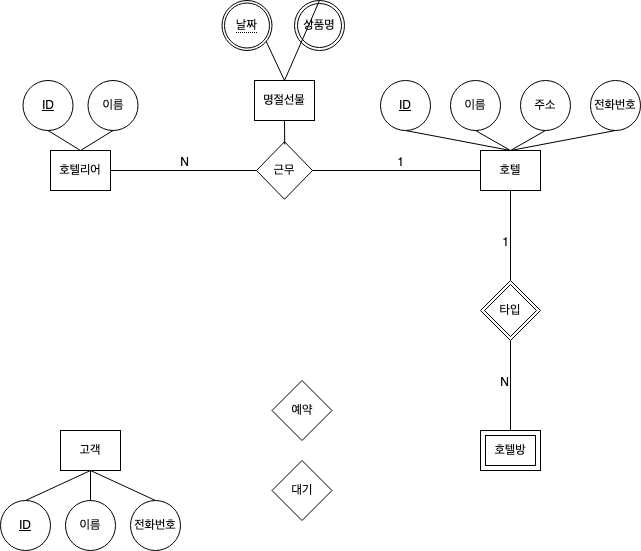 날짜
상품명
명절선물
ID
이름
ID
이름
주소
전화번호
호텔리어
N
근무
1
호텔
1
타입
N
호텔방
예약
고객
대기
ID
이름
전화번호